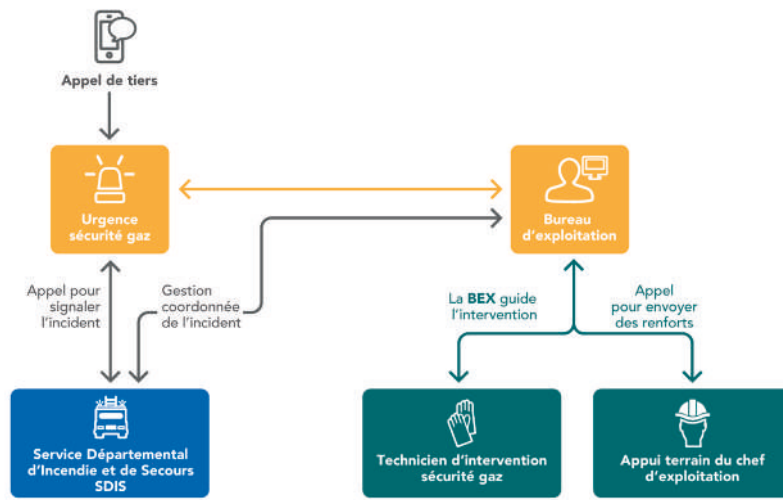 Appel de tiers
Urgence
sécurité gaz
Bureau
d'exploitation
Appel pour
signaler
l'incident
Gestion
coordonnée
de l'incident
La BEX guide
l'intervention
Appel
pour envoyer
des renforts
Service Départemental
d'Incendie et de Secours
SDIS
Technicien d'intervention
sécurité gaz
Appui terrain du chef
d'exploitation